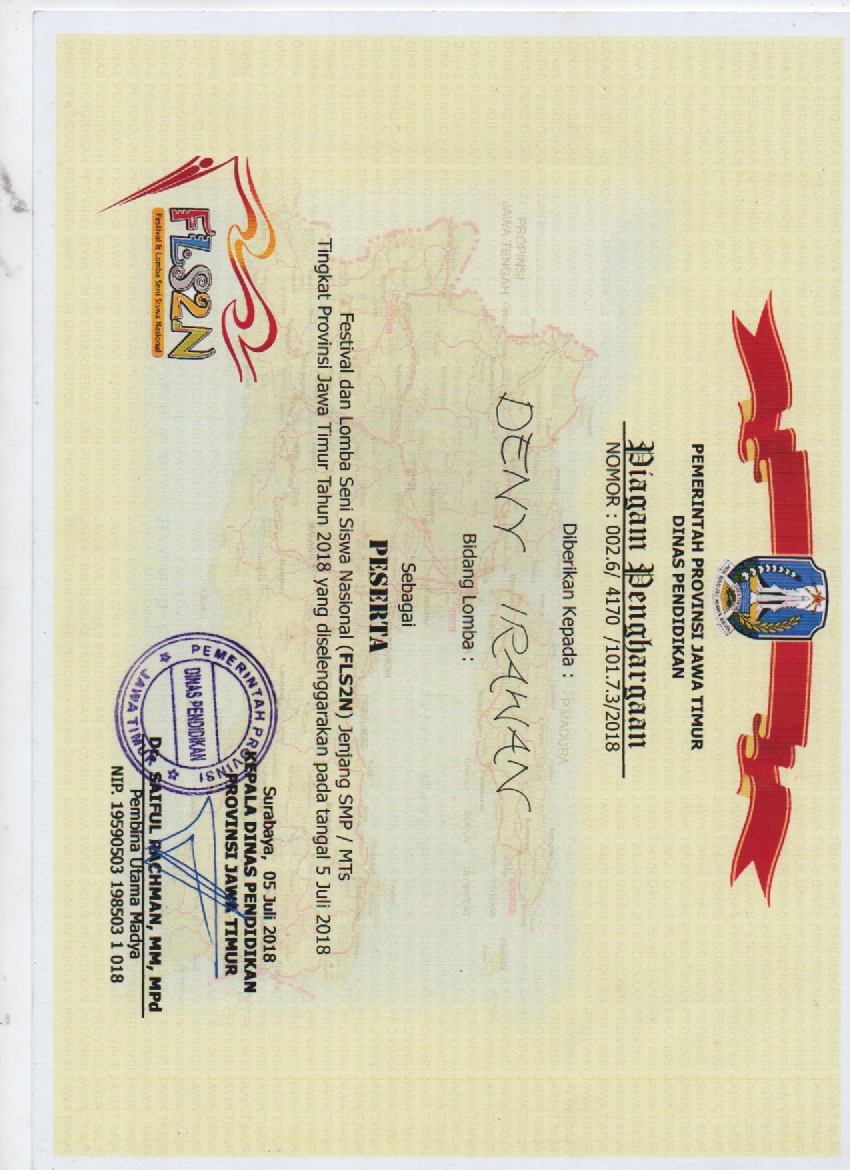 PEMERINTAH PROVINSI JAWA TIMUR
DINAS PENDIDIKAN
Piagam Penghargaan
NOMOR : 002.6/ 4170 /101.7.3/2018
Diberikan Kepada :
DENY IRAWAN
Bidang Lomba :
Sebagai
PESERTA
Festival dan Lomba Seni Siswa Nasional (FLS2N) Jenjang SMP / MTs
Tingkat Provinsi Jawa Timur Tahun 2018 yang diselenggarakan pada tangal 5 Juli 2018
FLS2N
Festival & Lomba Seni Siswa Nasional
Surabaya, 05 Juli 2018
KEPALA DINAS PENDIDIKAN
PROVINSI JAWA TIMUR
PEMERINTAH PROVINSI
DINAS PENDIDIKAN
JAWA TIMUR
Dr. SAIFUL RACHMAN, MM, MPd
Pembina Utama Madya
NIP. 19590503 198503 1 018
PROPINSI
JAWA TENGAH
P MADURA